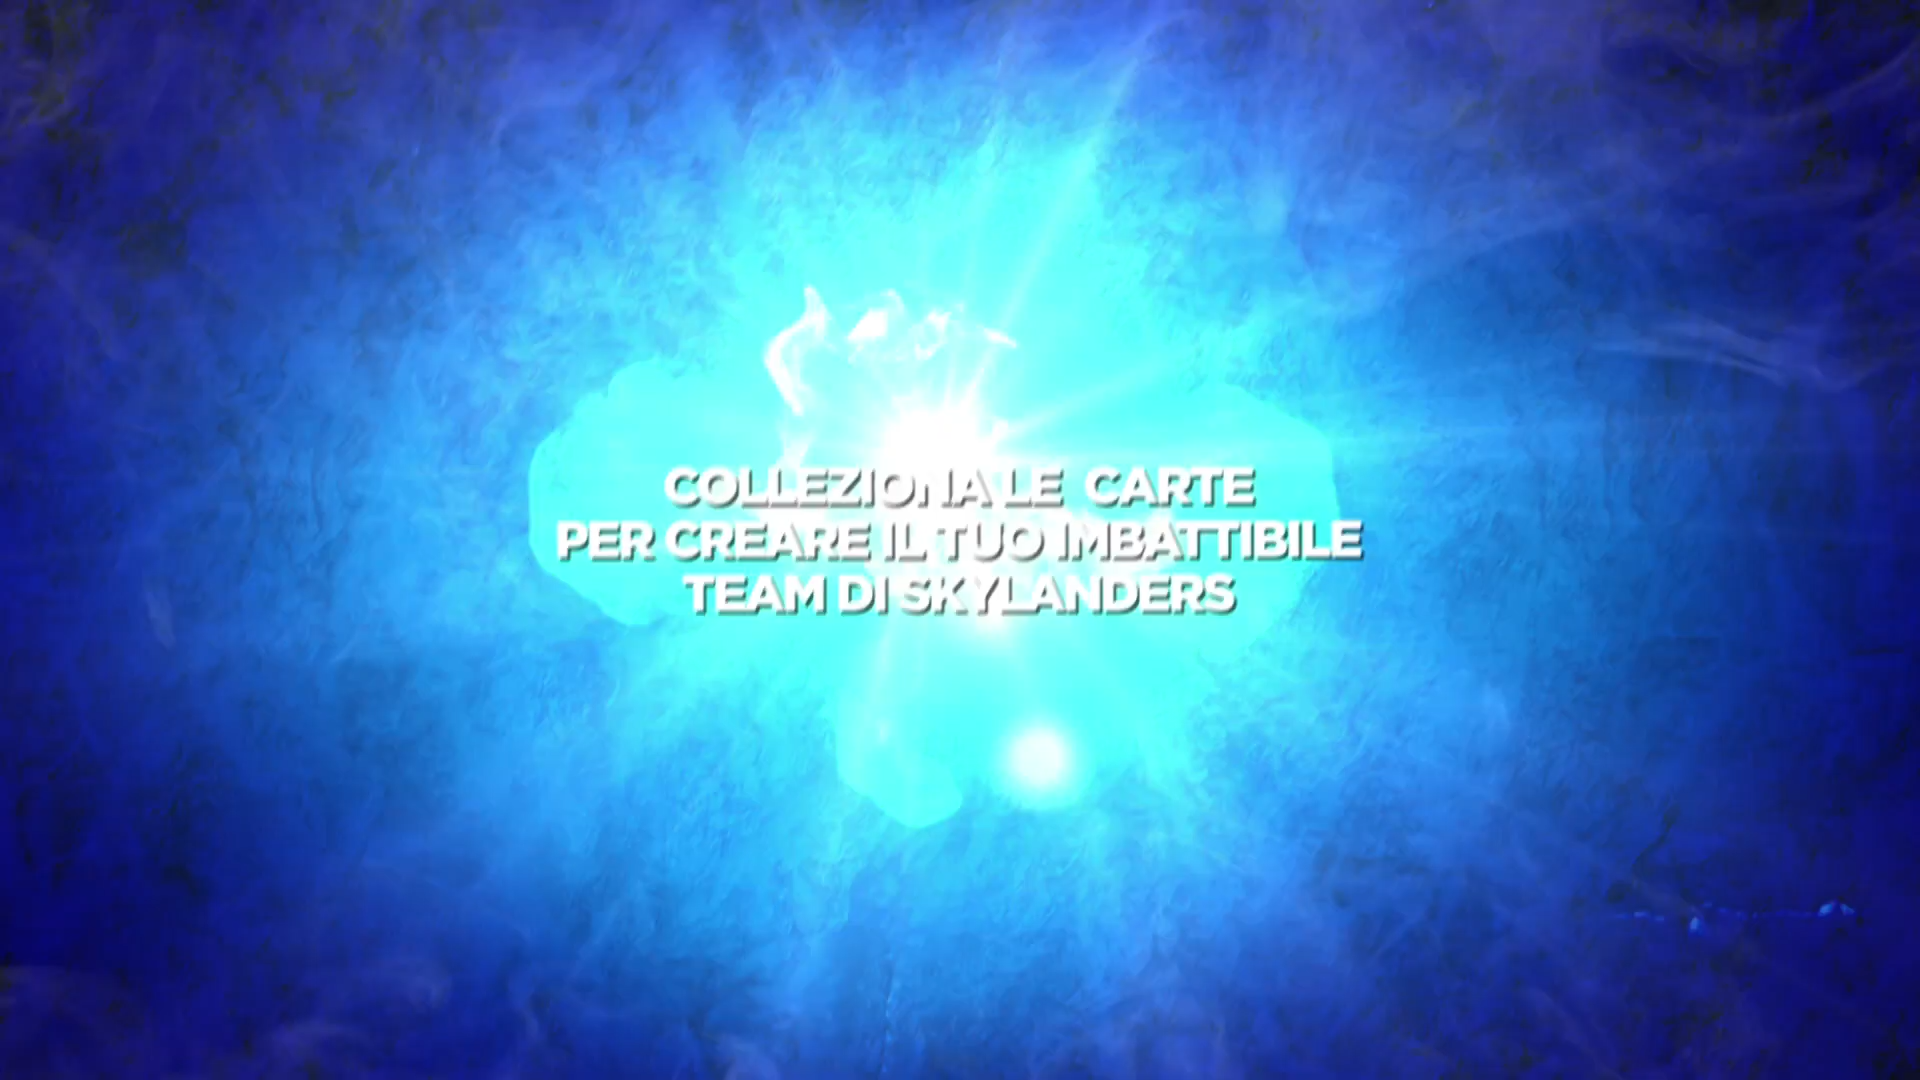 COLLEZIONA LE CARTE
PER CREARE IL TUO IMBATTIBILE
TEAM DI SKYLANDERS